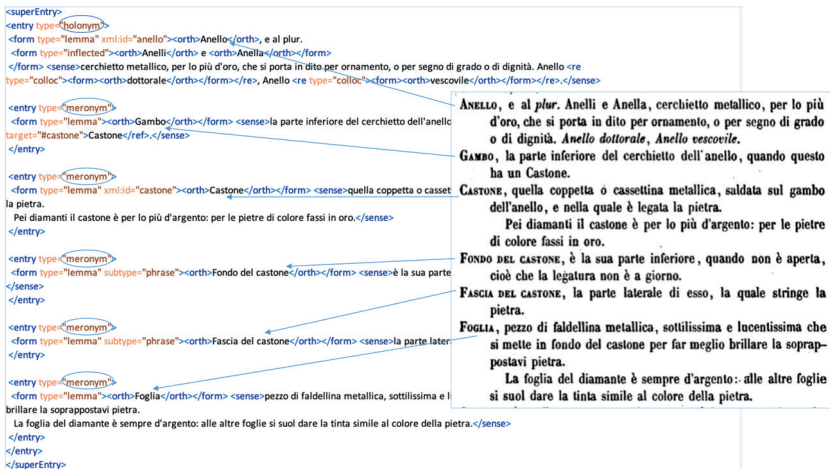 <superEntry>
<entry type="holonym">
<form type="lemma" xml:id="anello"><orth>Anello</orth>, e al plur.
<form type="inflected"><orth>Anelli</orth> e <orth>Anella</orth></form>
</form> <sense>cerchietto metallico, per lo più d'oro, che si porta in dito per ornamento, o per segno di grado o di dignità. Anello <re
type="colloc"><form><orth>dottorale</orth></form></re>, Anello <re type="colloc"><form><orth>vescovile</orth></form></re>.</sense>
<entry type="meronym">
<form type="lemma"><orth>Gambo</orth></form> <sense>la parte inferiore del cerchietto dell'anello
target="#castone">Castone</ref>.</sense>
</entry>
<entry type="meronym">
<form type="lemma" xml:id="castone"><orth>Castone</orth></form> <sense>quella coppetta o casset
la pietra.
Pei diamanti il castone è per lo più d'argento: per le pietre di colore fassi in oro.</sense>
</entry>
<entry type="meronym">
<form type="lemma" subtype="phrase"><orth>Fondo del castone</orth></form> <sense>è la sua parte
</sense>
</entry>
<entry type="meronym">
<form type="lemma" subtype="phrase"><orth>Fascia del castone</orth></form> <sense>la parte later
</entry>
<entry type="meronym">
<form type="lemma"><orth>Foglia</orth></form> <sense>pezzo di faldellina metallica, sottilissima e l
brillare la soprappostavi pietra.
La foglia del diamante è sempre d'argento: alle altre foglie si suol dare la tinta simile al colore della pietra.</sense>
</entry>
</entry>
</superEntry>
ANELLO, e al plur. Anelli e Anella, cerchietto metallico, per lo più
d'oro, che si porta in dito per ornamento, o per segno di grado
o di dignità. Anello dottorale, Anello vescovile.
GAMBO, la parte inferiore del cerchietto dell'anello, quando questo
ha un Castone.
CASTONE, quella coppetta o cassettina metallica, saldata sul gambo
dell'anello, e nella quale è legata la pietra.
Pei diamanti il castone è per lo più d'argento: per le pietre
di colore fassi in oro.
FONDO DEL CASTONE, è la sua parte inferiore, quando non è aperta,
cioè che la legatura non è a giorno.
FASCIA DEL CASTONE, la parte laterale di esso, la quale stringe la
pietra.
FOGLIA, pezzo di faldellina metallica, sottilissima e lucentissima che
si mette in fondo del castone per far meglio brillare la soprap-
postavi pietra.
La foglia del diamante è sempre d'argento: alle altre foglie
si suol dare la tinta simile al colore della pietra.